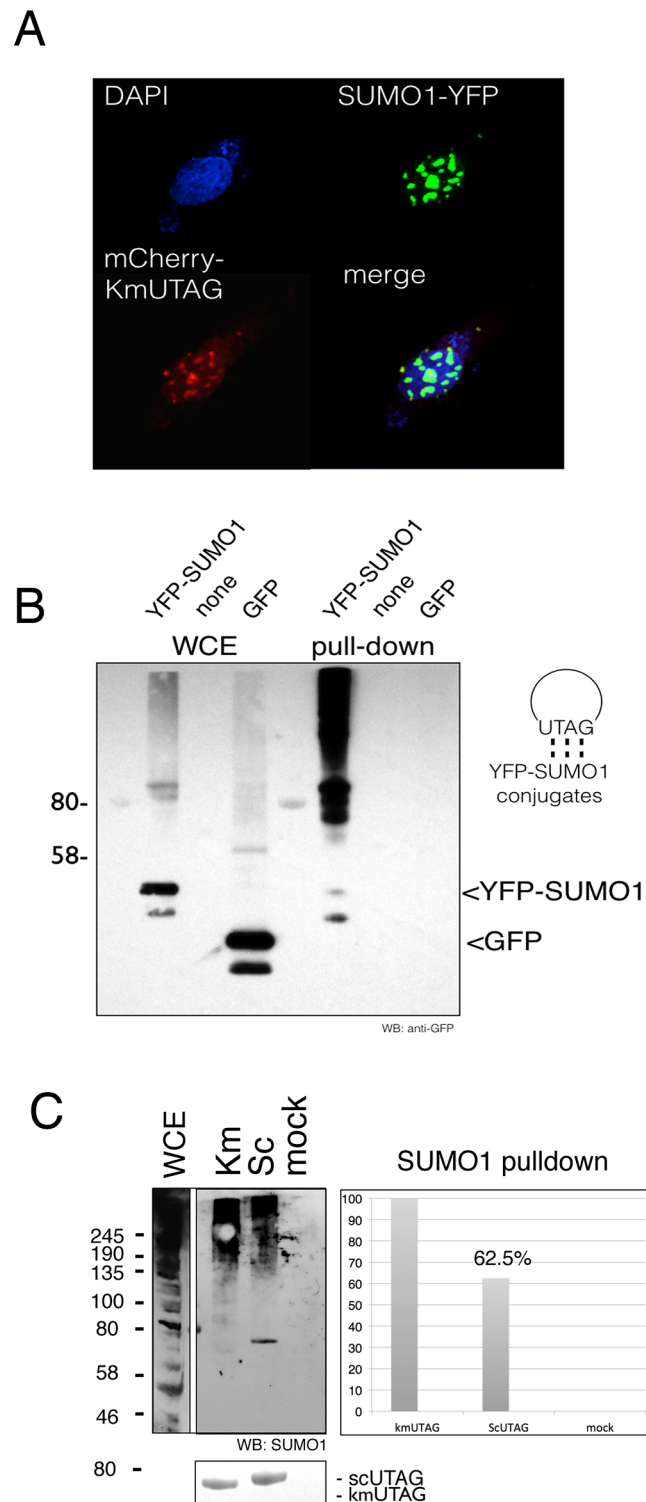 A
DAPI
SUMO1-YFP
mCherry-
KmUTAG
merge
B
YFP-SUMO1
none
GFP
YFP-SUMO1
none
GFP
WCE
pull-down
80-
58-
UTAG
YFP-SUMO1
conjugates
<YFP-SUMO1
<GFP
WB: anti-GFP
C
WCE
Km
Sc
mock
245 -
190 -
135 -
100 -
80 -
58 -
46 -
WB: SUMO1
80 -
- scUTAG
- kmUTAG
SUMO1 pulldown
100
90
80
70
60
50
40
30
20
10
0
62.5%
kmUTAG
ScUTAG
mock